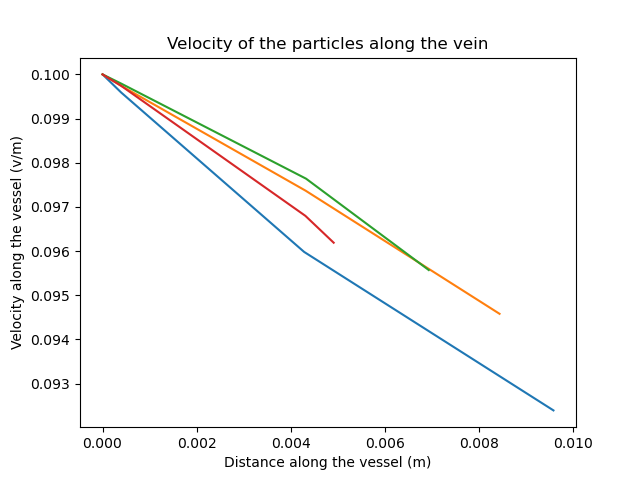 Velocity of the particles along the vein
Velocity along the vessel (v/m)
0.100
0.099
0.098
0.097
0.096
0.095
0.094
0.093
0.000 0.002 0.004 0.006 0.008 0.010
Distance along the vessel (m)